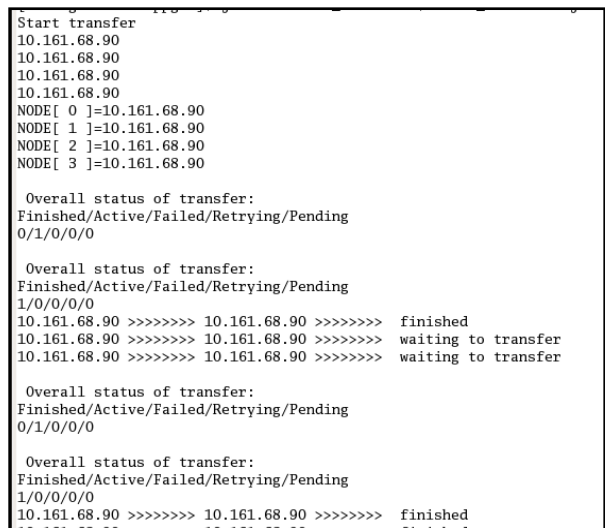 Start transfer
10.161.68.90
10.161.68.90
10.161.68.90
10.161.68.90
NODE[ 0 ]=10.161.68.90
NODE[ 1 ]=10.161.68.90
NODE[ 2 ]=10.161.68.90
NODE[ 3 ]=10.161.68.90
Overall status of transfer:
Finished/Active/Failed/Retrying/Pending
0/1/0/0/0
Overall status of transfer:
Finished/Active/Failed/Retrying/Pending
1/0/0/0/0
10.161.68.90 >>>>>>>> 10.161.68.90 >>>>>>>> finished
10.161.68.90 >>>>>>>> 10.161.68.90 >>>>>>>> waiting to transfer
10.161.68.90 >>>>>>>> 10.161.68.90 >>>>>>>> waiting to transfer
Overall status of transfer:
Finished/Active/Failed/Retrying/Pending
0/1/0/0/0
Overall status of transfer:
Finished/Active/Failed/Retrying/Pending
1/0/0/0/0
10.161.68.90 >>>>>>>> 10.161.68.90 >>>>>>>> finished